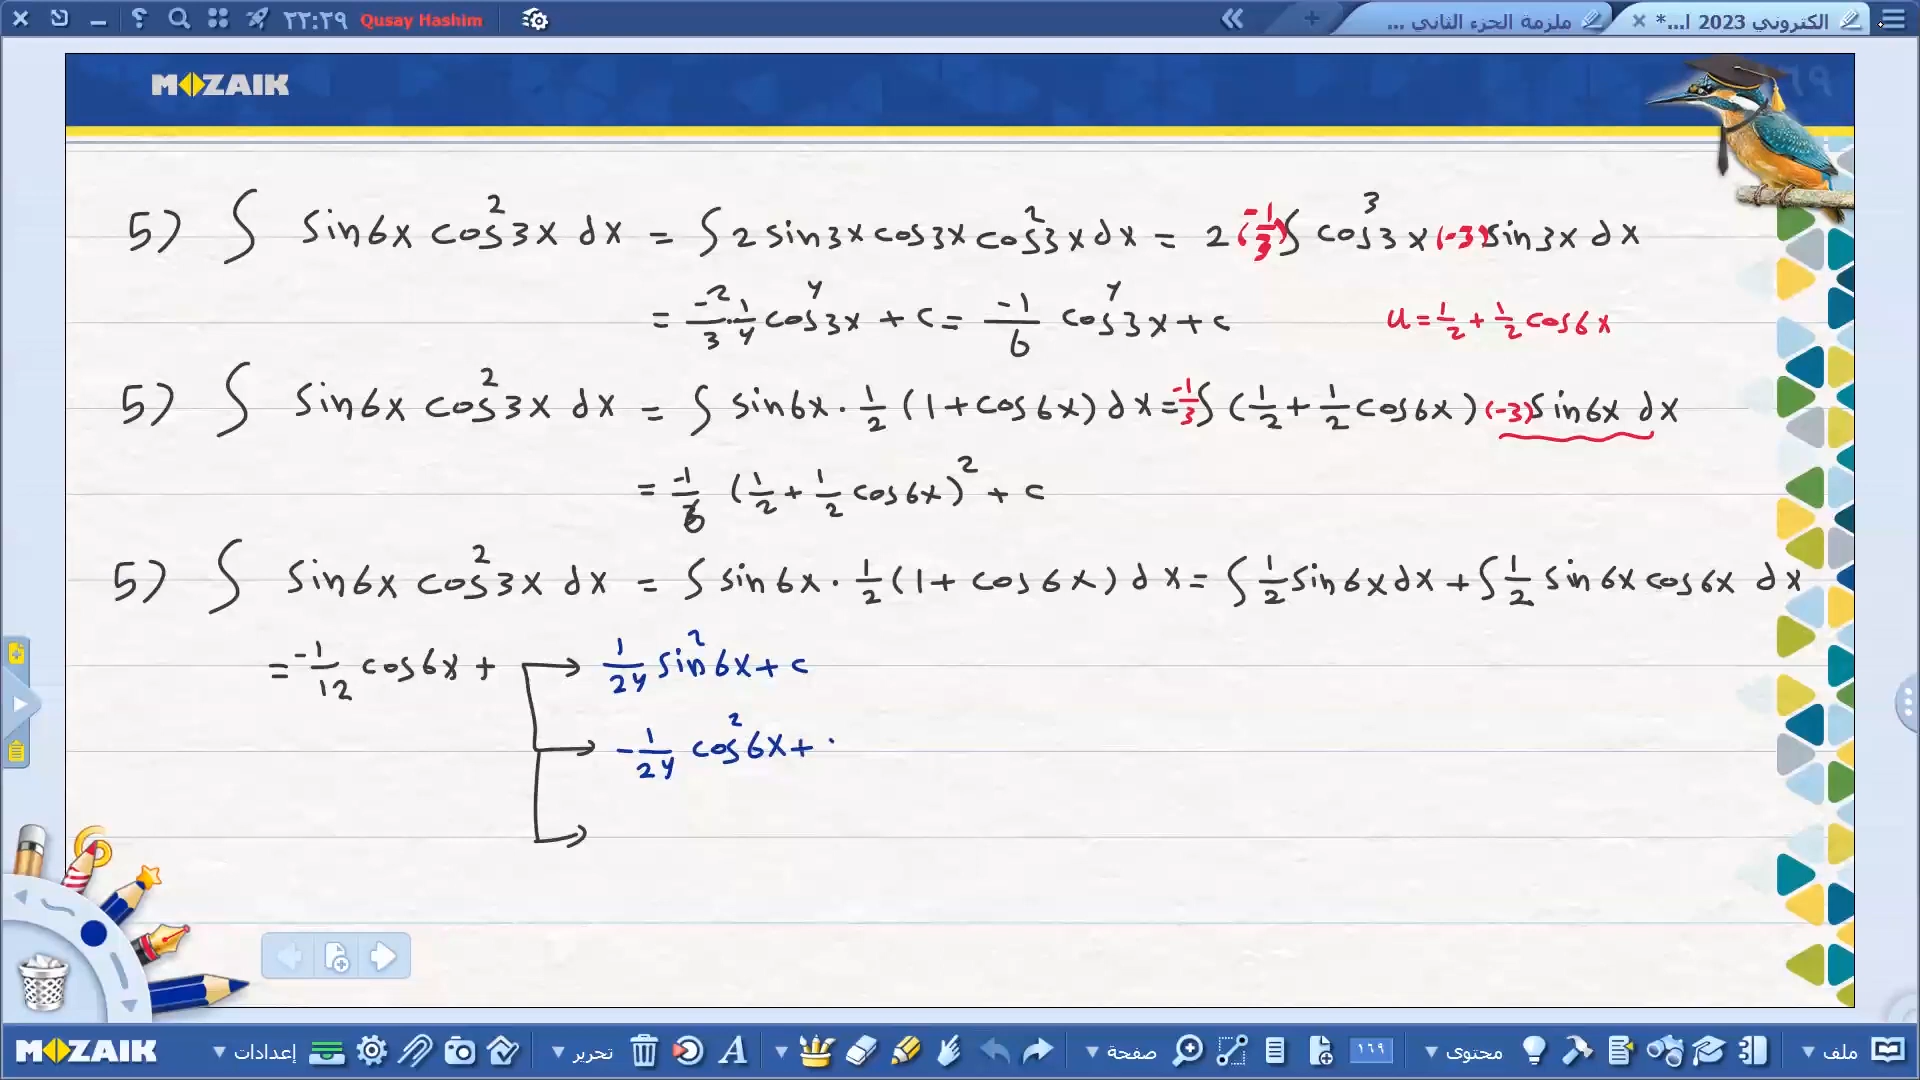 ٢٢:٢٩ Qusay Hashim
ملزمة الجزء الثاني ...
الكتروني 2023 ا...*
MOZAIK
١٦٩
5) ∫ sin6x cos²3x dx = ∫ 2 sin3x cos3x cos²3x dx = 2(-1/3)∫ cos³3x (-3)sin3x dx
= -2/3 · 1/4 cos⁴3x + c = -1/6 cos⁴3x + c
u = 1/2 + 1/2 cos6x
5) ∫ sin6x cos²3x dx = ∫ sin6x · 1/2 (1+cos6x) dx = -1/3 ∫ (1/2 + 1/2 cos6x) (-3)sin6x dx
= -1/6 (1/2 + 1/2 cos6x)² + c
5) ∫ sin6x cos²3x dx = ∫ sin6x · 1/2 (1+ cos6x) dx = ∫ 1/2 sin6x dx + ∫ 1/2 sin6x cos6x dx
= -1/12 cos6x + → 1/24 sin²6x + c
→ -1/24 cos²6x +
→
MOZAIK
إعدادات
تحرير
صفحة
١٦٩
محتوى
ملف